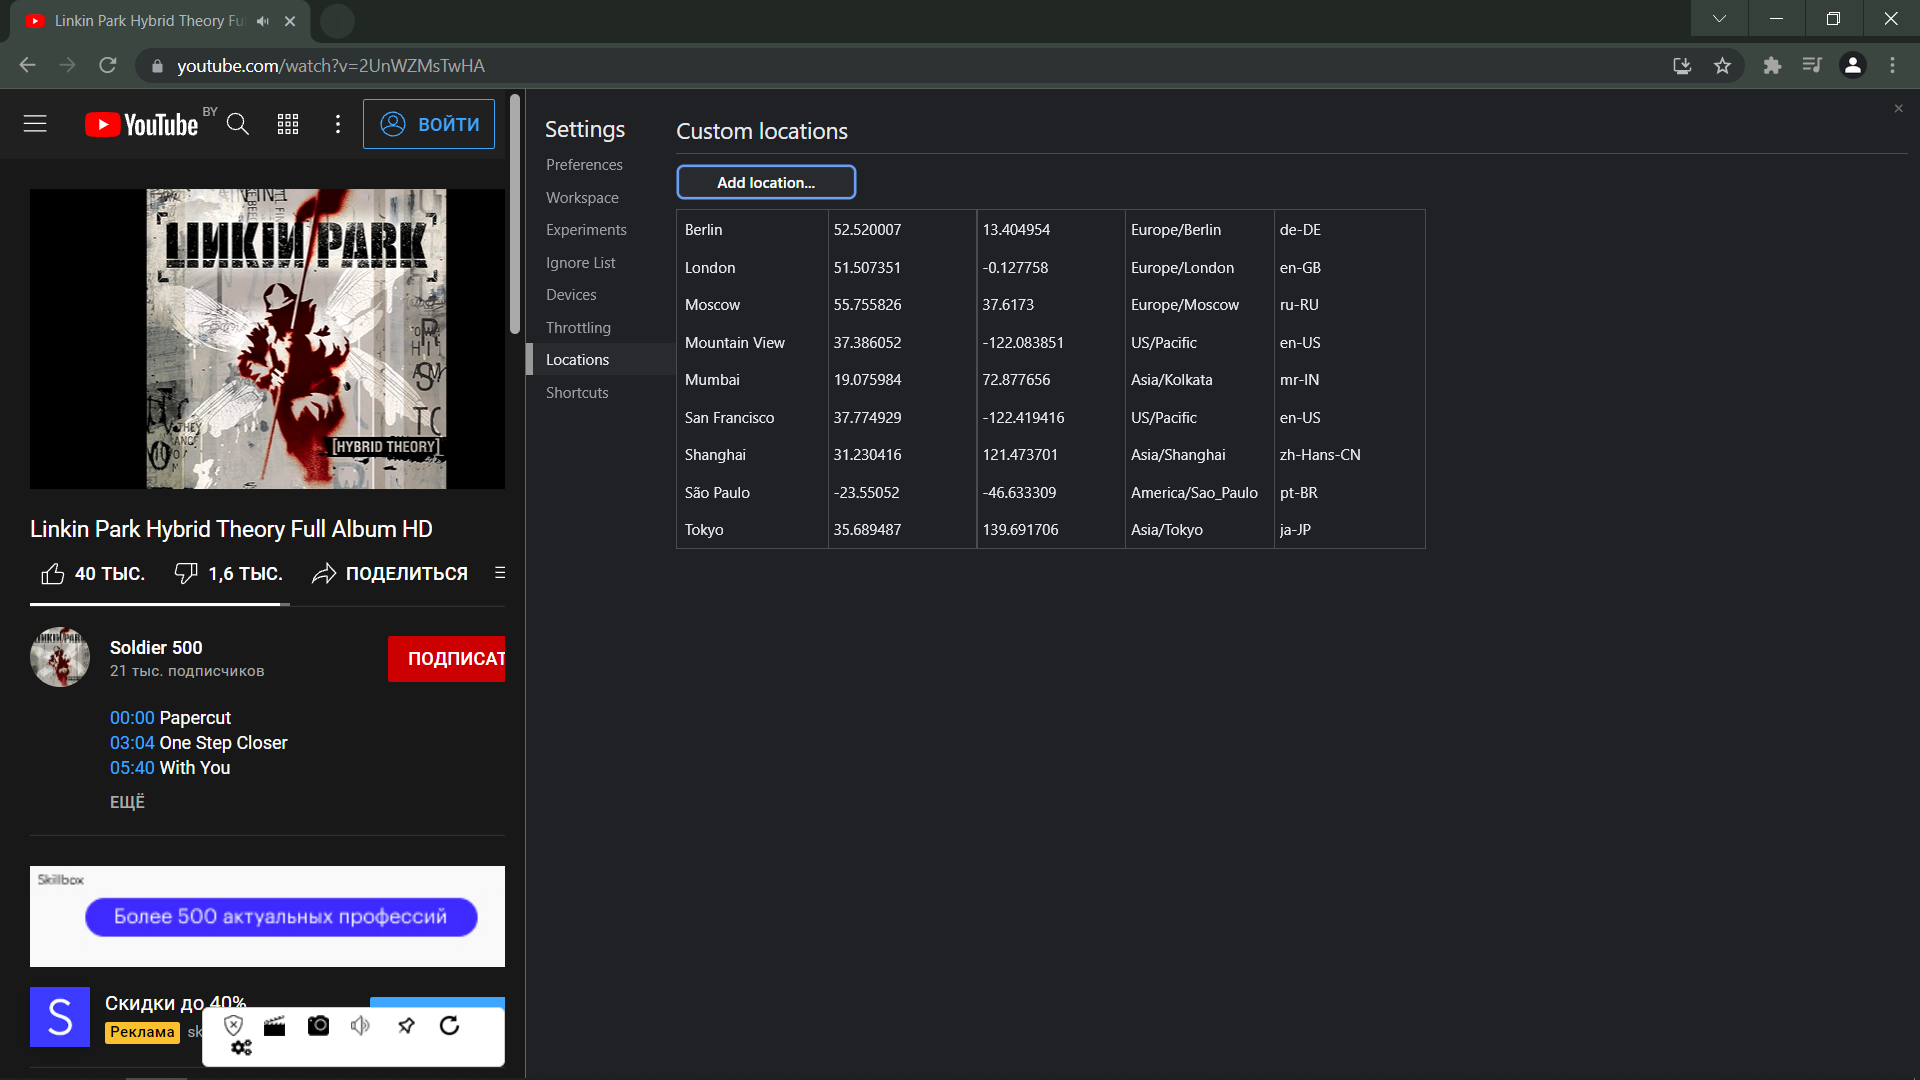 Linkin Park Hybrid Theory Fu
youtube.com/watch?v=2UnWZMsTwHA
YouTube BY
ВОЙТИ
LINKIN PARK
[HYBRID THEORY]
Linkin Park Hybrid Theory Full Album HD
40 ТЫС.
1,6 ТЫС.
ПОДЕЛИТЬСЯ
Soldier 500
21 тыс. подписчиков
ПОДПИСАТ
00:00 Papercut
03:04 One Step Closer
05:40 With You
ЕЩЁ
Skillbox
Более 500 актуальных профессий
S
Скидки до 40%
Реклама sk
Settings
Preferences
Workspace
Experiments
Ignore List
Devices
Throttling
Locations
Shortcuts
Custom locations
Add location...
Berlin 52.520007 13.404954 Europe/Berlin de-DE
London 51.507351 -0.127758 Europe/London en-GB
Moscow 55.755826 37.6173 Europe/Moscow ru-RU
Mountain View 37.386052 -122.083851 US/Pacific en-US
Mumbai 19.075984 72.877656 Asia/Kolkata mr-IN
San Francisco 37.774929 -122.419416 US/Pacific en-US
Shanghai 31.230416 121.473701 Asia/Shanghai zh-Hans-CN
São Paulo -23.55052 -46.633309 America/Sao_Paulo pt-BR
Tokyo 35.689487 139.691706 Asia/Tokyo ja-JP